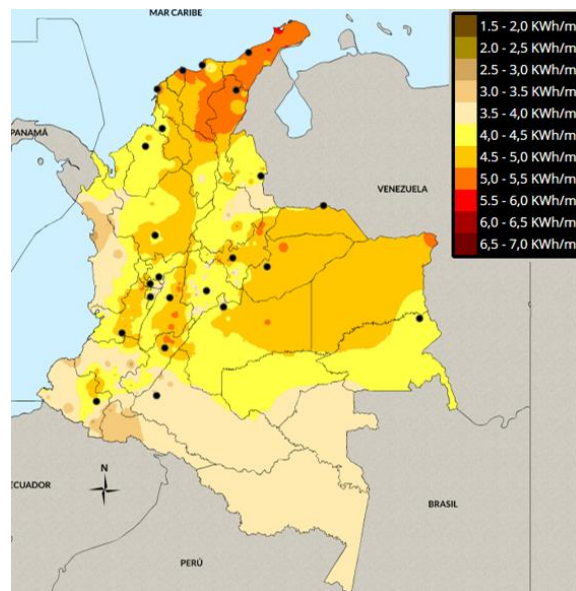 MAR CARIBE
1.5 - 2,0 KWh/m
2.0 - 2,5 KWh/m
2.5 - 3,0 KWh/m
3.0 - 3.5 KWh/m
3.5 - 4,0 KWh/m
4,0 - 4,5 KWh/m
4.5 - 5,0 KWh/m
5,0 - 5,5 KWh/m
5.5 - 6,0 KWh/m
6,0 - 6,5 KWh/m
6,5 - 7,0 KWh/m
PANAMÁ
VENEZUELA
N
ECUADOR
BRASIL
PERÚ